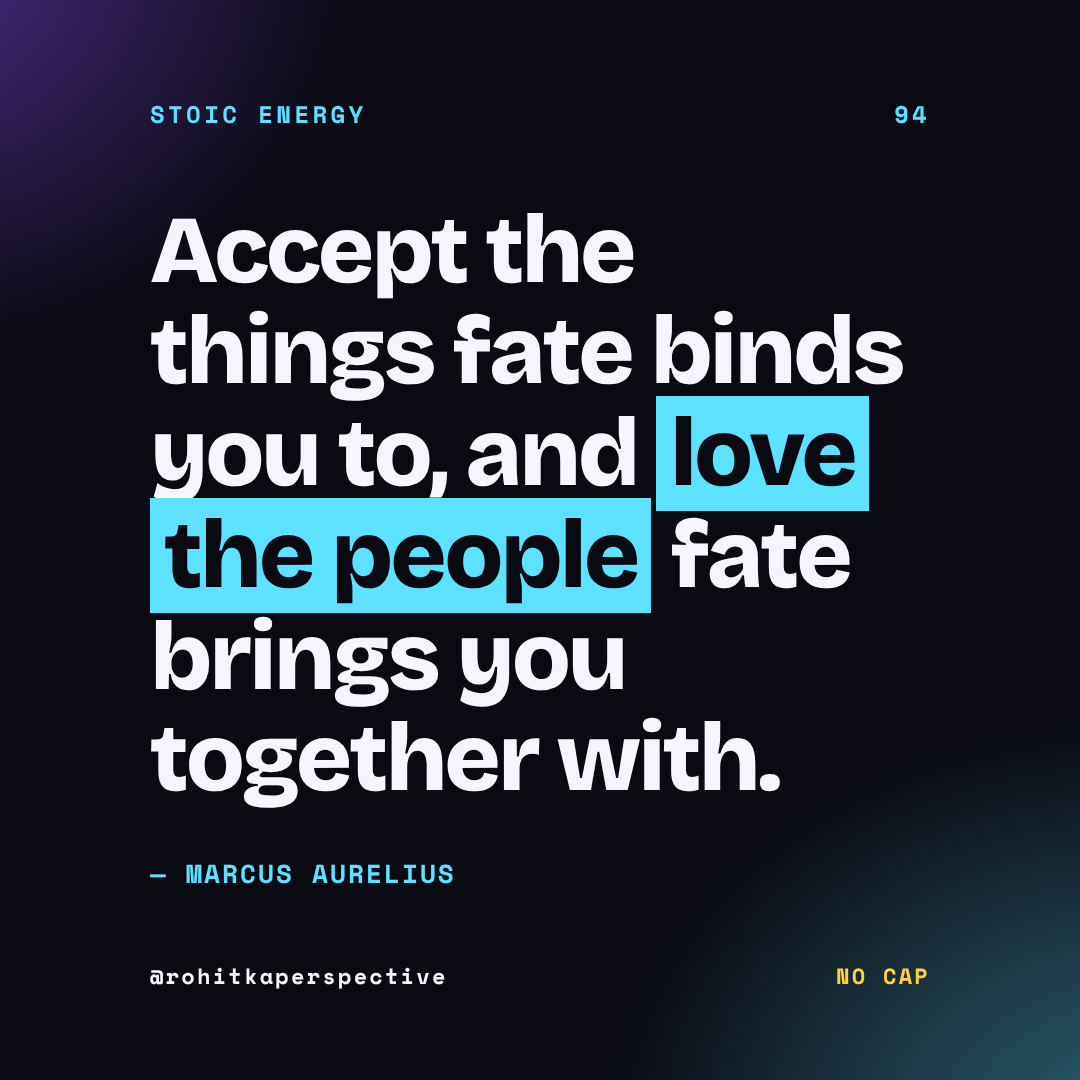 STOIC ENERGY
94
Accept the
things fate binds
you to, and love
the people fate
brings you
together with.
— MARCUS AURELIUS
@rohitkaperspective
NO CAP